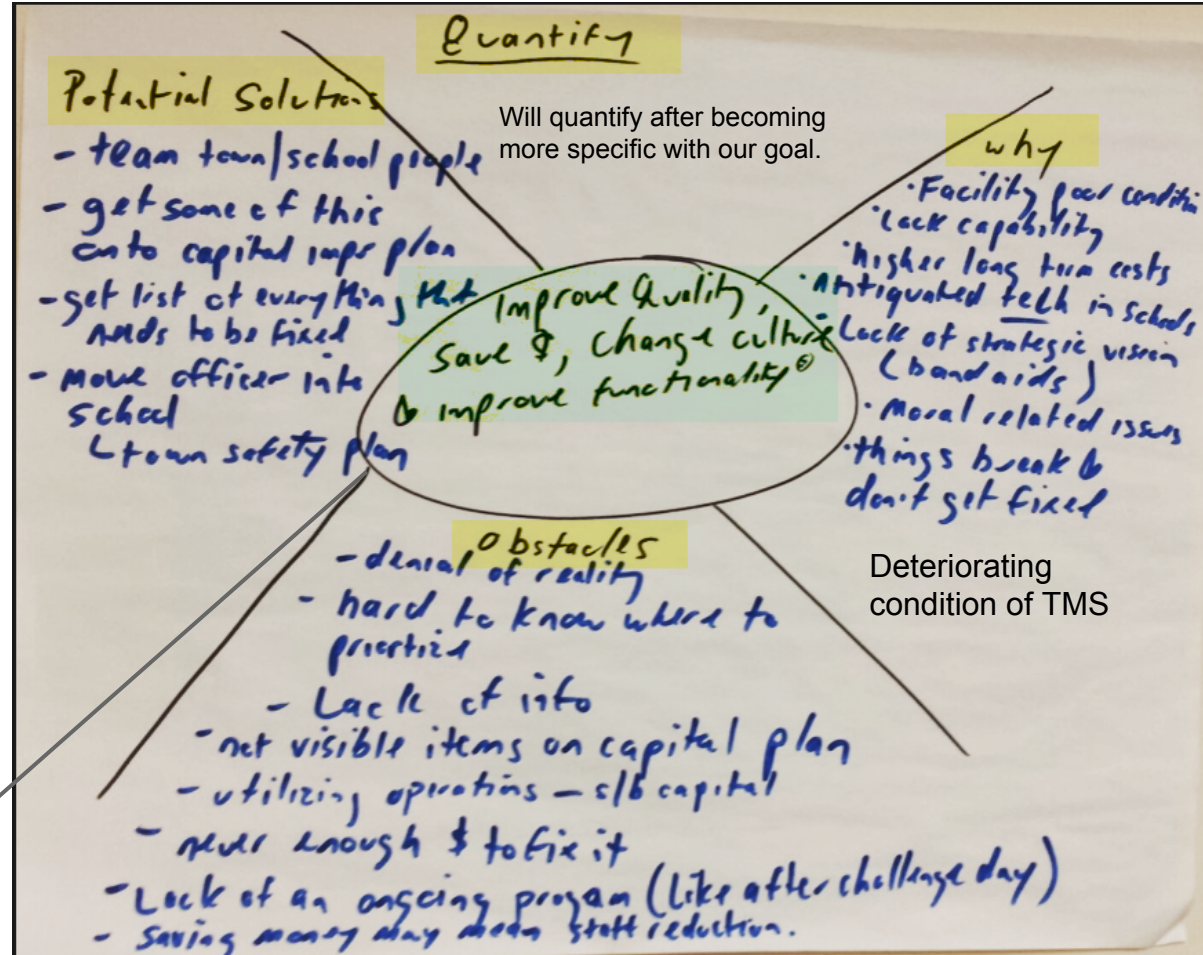 Quantify
Will quantify after becoming
more specific with our goal.
Potential Solutions
- team town/school people
- get some of this
onto capital impr plan
- get list of everything that
needs to be fixed
- move officer into
school
↳ town safety plan
why
· Facility poor conditio
· Lack capability
· higher long term costs
· Antiquated tech in schools
Lack of strategic vision
(band aids)
· Moral related issues
· things break &
don't get fixed
Deteriorating
condition of TMS
Improve Quality,
save $, change culture
& improve functionality
Obstacles
- denial of reality
- hard to know where to
prioritize
- Lack of info
- not visible items on capital plan
- utilizing operations - s/b capital
- never enough $ to fix it
- Lack of an ongoing program (like after challenge day)
- Saving money may mean staff reduction.